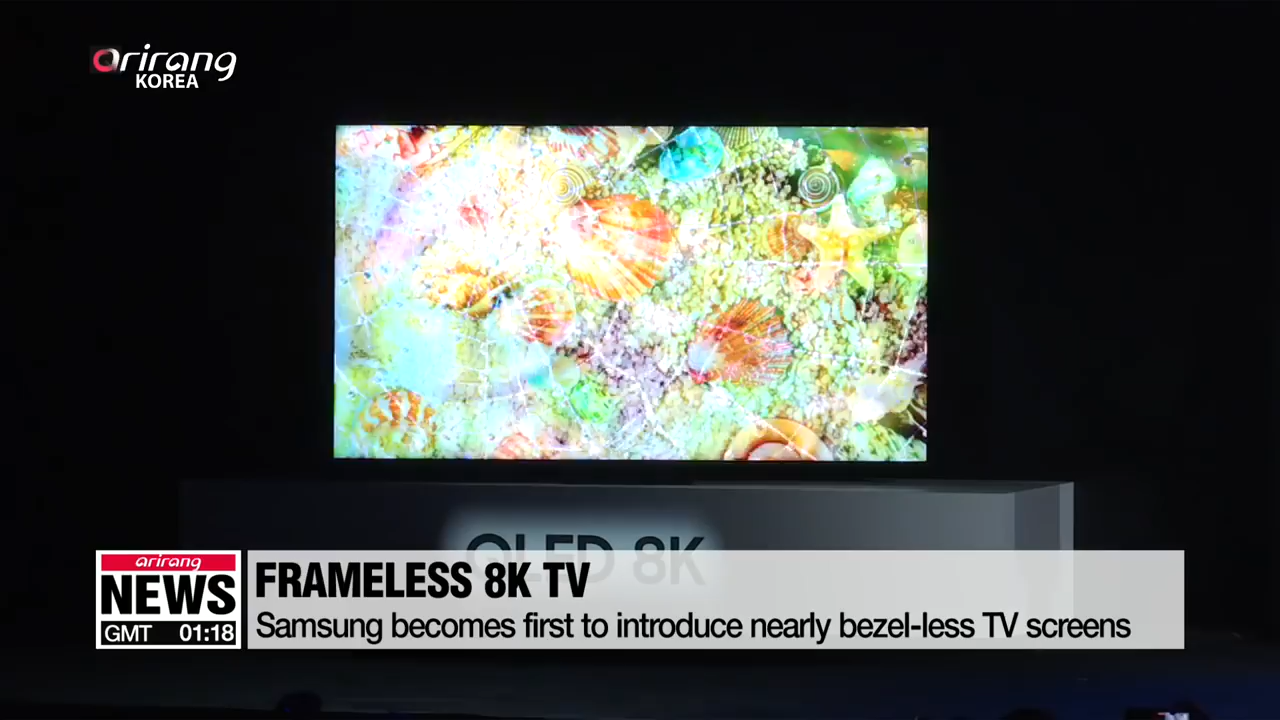 arirang
KOREA
QLED 8K
arirang
NEWS
GMT 01:18
FRAMELESS 8K TV
Samsung becomes first to introduce nearly bezel-less TV screens